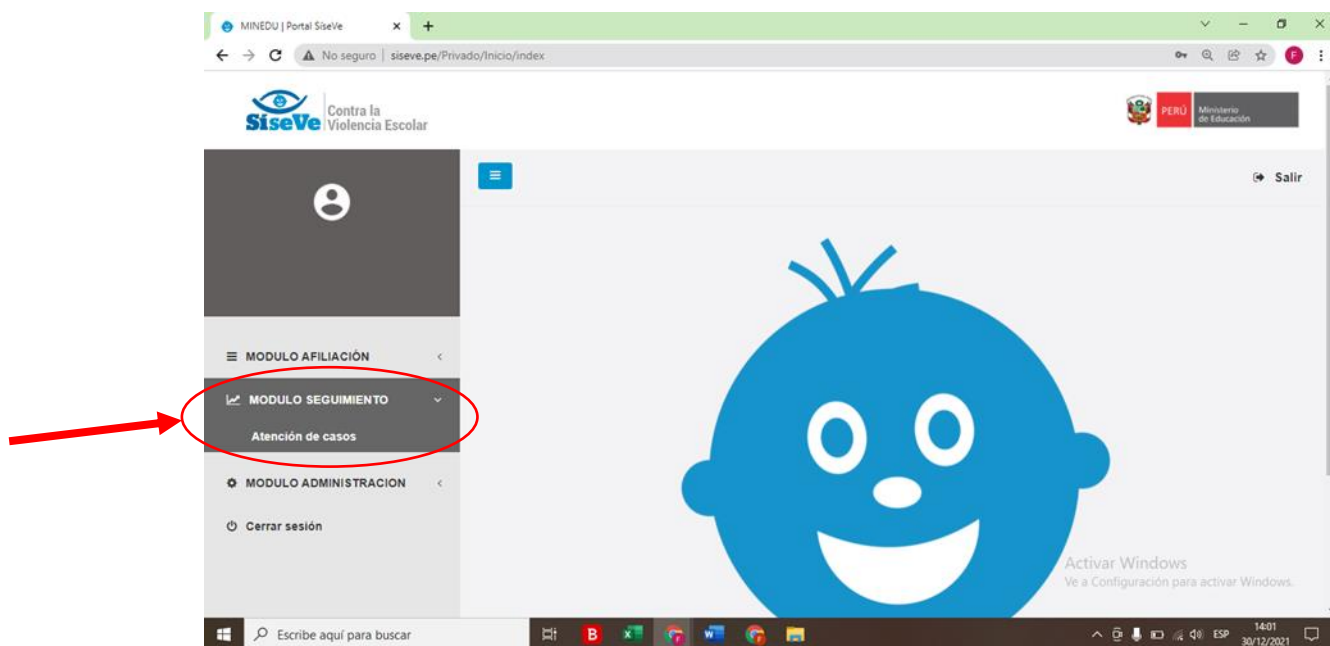 MINEDU | Portal SíseVe
No seguro | siseve.pe/Privado/Inicio/index
F
SíseVe
Contra la
Violencia Escolar
PERÚ
Ministerio
de Educación
Salir
MODULO AFILIACIÓN
MODULO SEGUIMIENTO
Atención de casos
MODULO ADMINISTRACION
Cerrar sesión
Activar Windows
Ve a Configuración para activar Windows.
Escribe aquí para buscar
B
ESP
14:01
30/12/2021